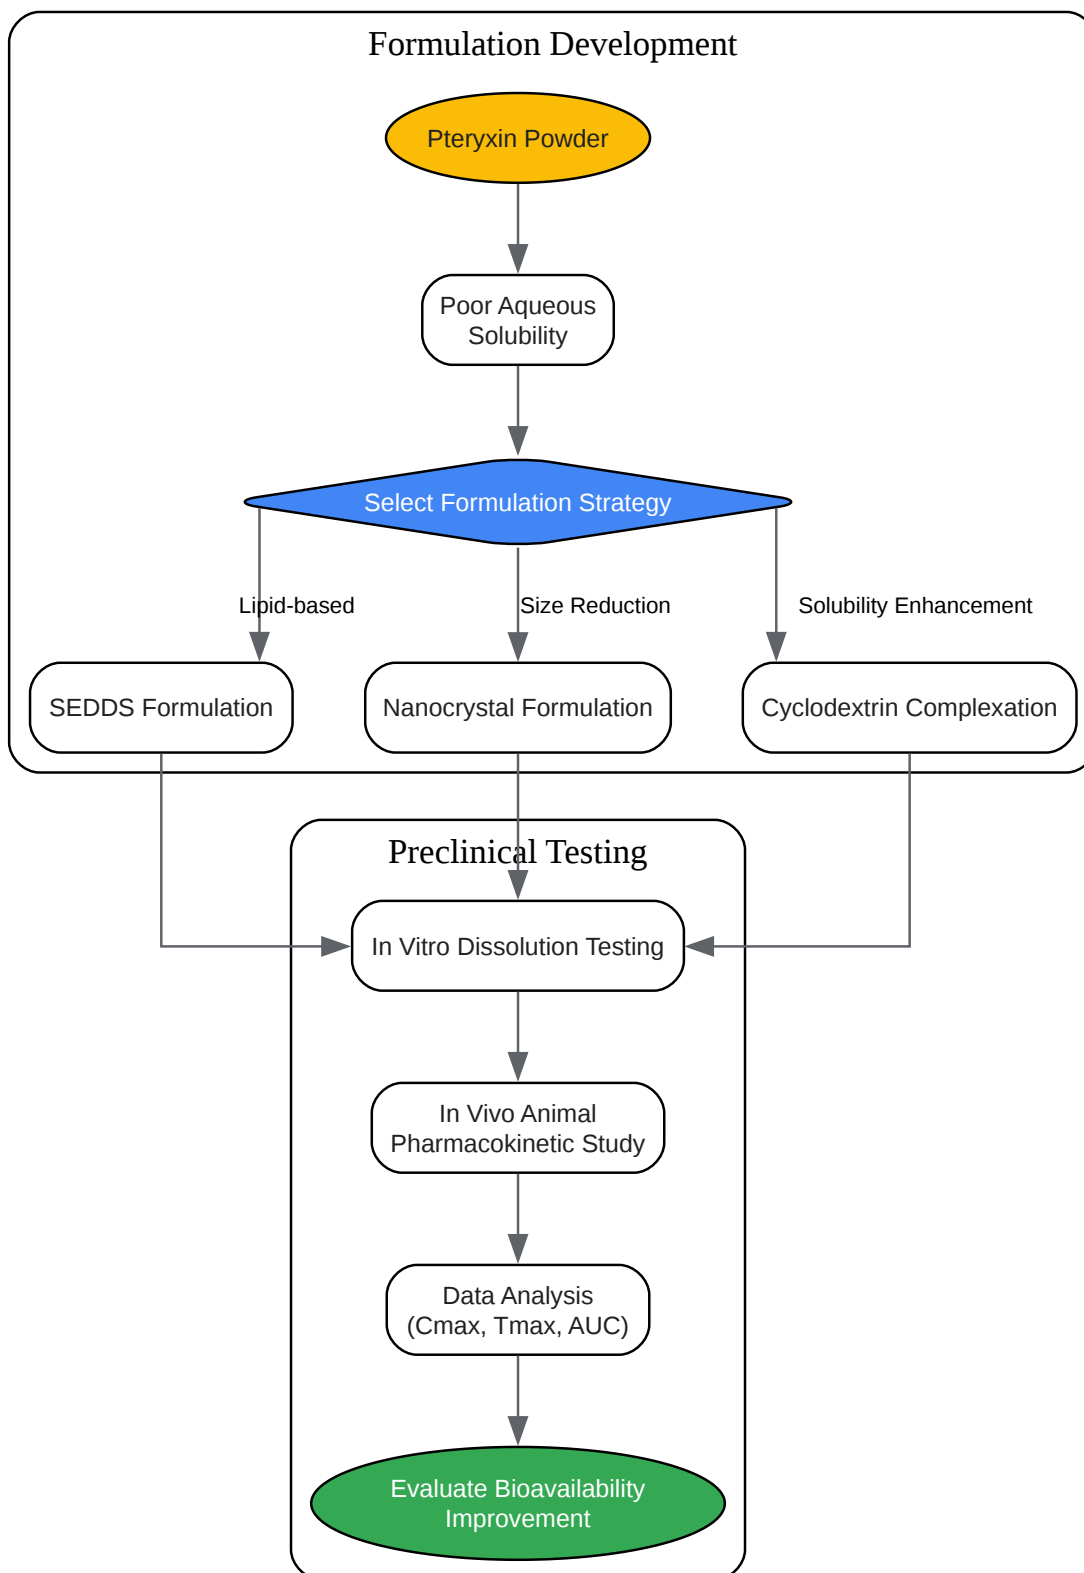 Formulation Development
Pteryxin Powder
Poor Aqueous
Solubility
Select Formulation Strategy
Lipid-based
Size Reduction
Solubility Enhancement
SEDDS Formulation
Nanocrystal Formulation
Cyclodextrin Complexation
Preclinical Testing
In Vitro Dissolution Testing
In Vivo Animal
Pharmacokinetic Study
Data Analysis
(Cmax, Tmax, AUC)
Evaluate Bioavailability
Improvement